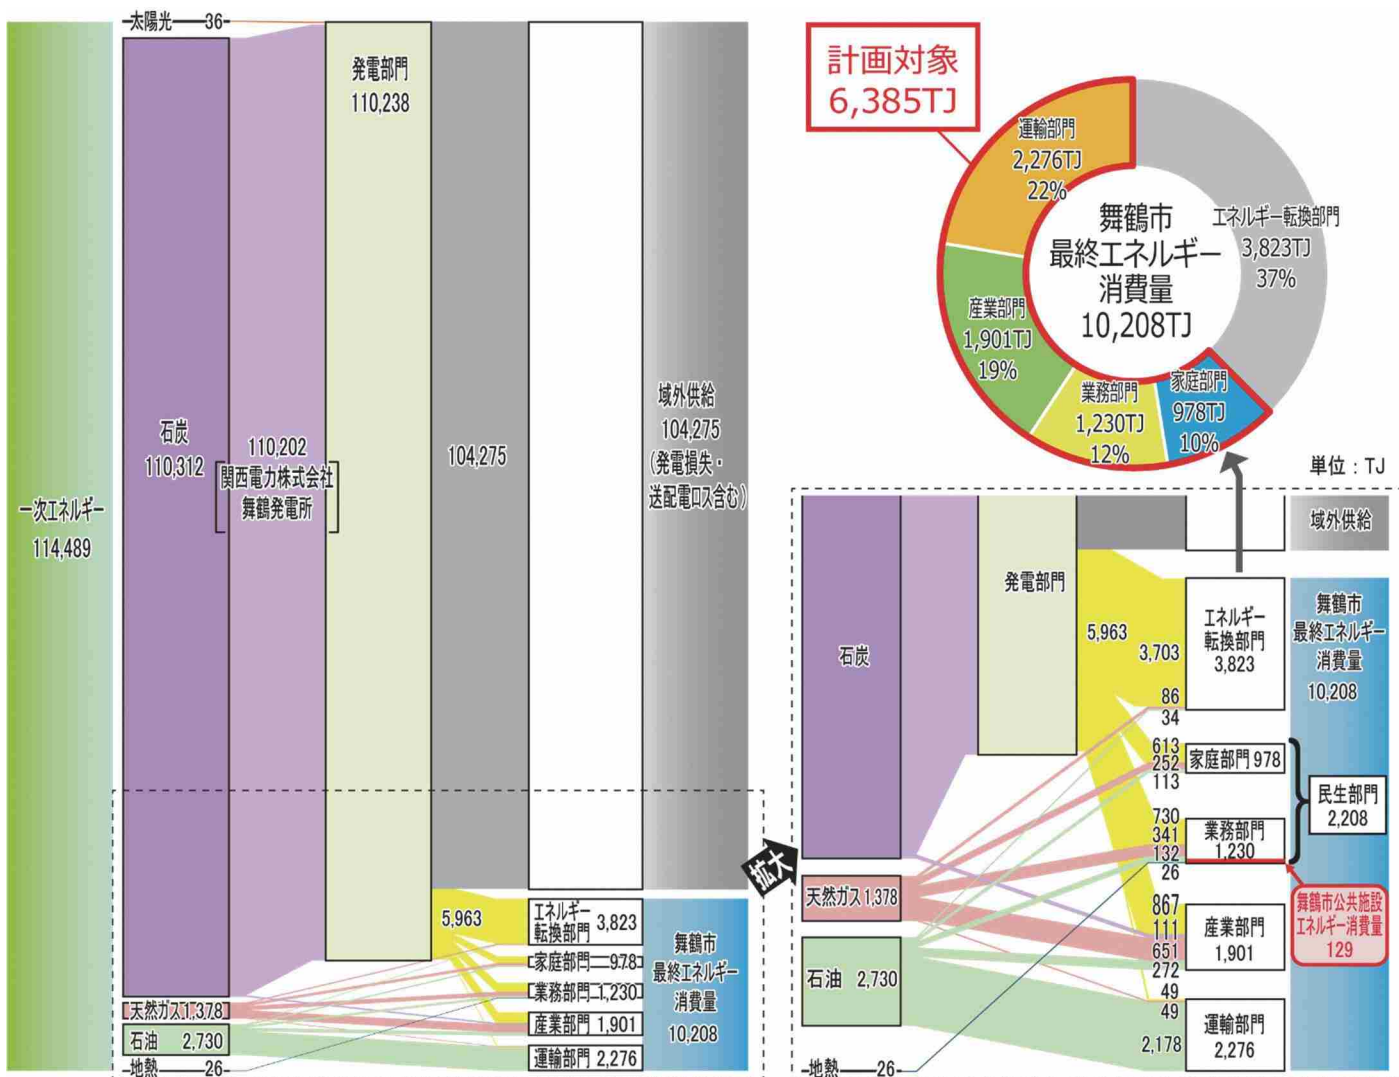 太陽光 36
一次エネルギー
114,489
石炭
110,312
110,202
関西電力株式会社
舞鶴発電所
発電部門
110,238
104,275
域外供給
104,275
(発電損失・
送配電ロス含む)
天然ガス 1,378
石油 2,730
地熱 26
5,963
エネルギー
転換部門 3,823
家庭部門 978
業務部門 1,230
産業部門 1,901
運輸部門 2,276
舞鶴市
最終エネルギー
消費量
10,208
拡大
計画対象
6,385TJ
運輸部門
2,276TJ
22%
エネルギー転換部門
3,823TJ
37%
舞鶴市
最終エネルギー
消費量
10,208TJ
産業部門
1,901TJ
19%
業務部門
1,230TJ
12%
家庭部門
978TJ
10%
単位：TJ
石炭
発電部門
天然ガス 1,378
石油 2,730
地熱 26
5,963
3,703
86
34
613
252
113
730
341
132
26
867
111
651
272
49
49
2,178
域外供給
エネルギー
転換部門
3,823
家庭部門 978
業務部門
1,230
産業部門
1,901
運輸部門
2,276
舞鶴市
最終エネルギー
消費量
10,208
民生部門
2,208
舞鶴市公共施設
エネルギー消費量
129